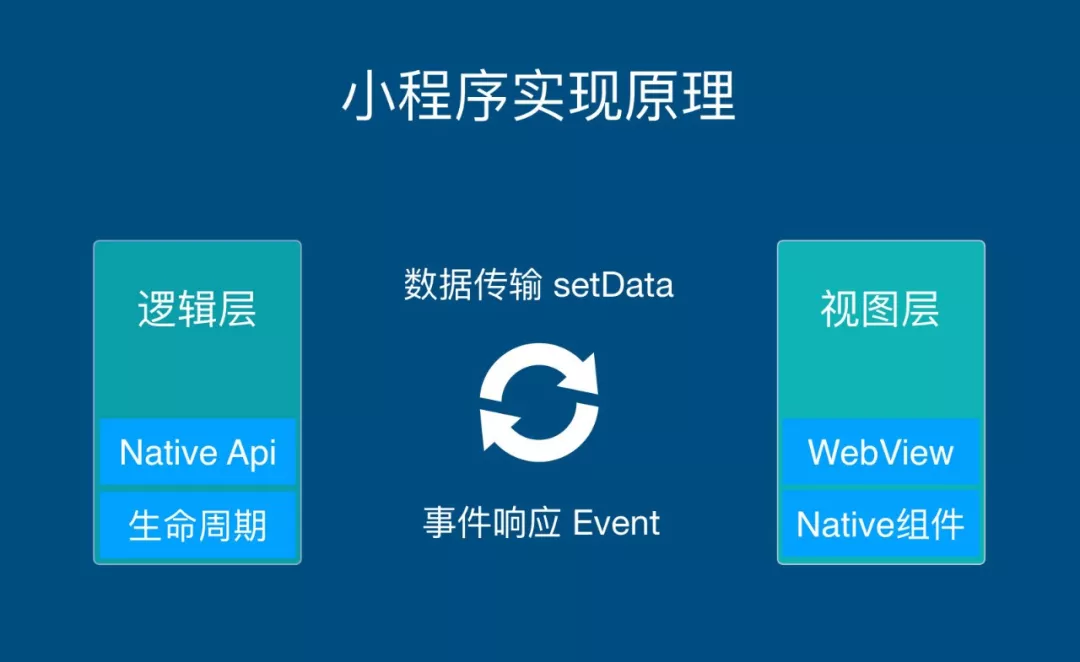 小程序实现原理
逻辑层
Native Api
生命周期
数据传输 setData
事件响应 Event
视图层
WebView
Native组件